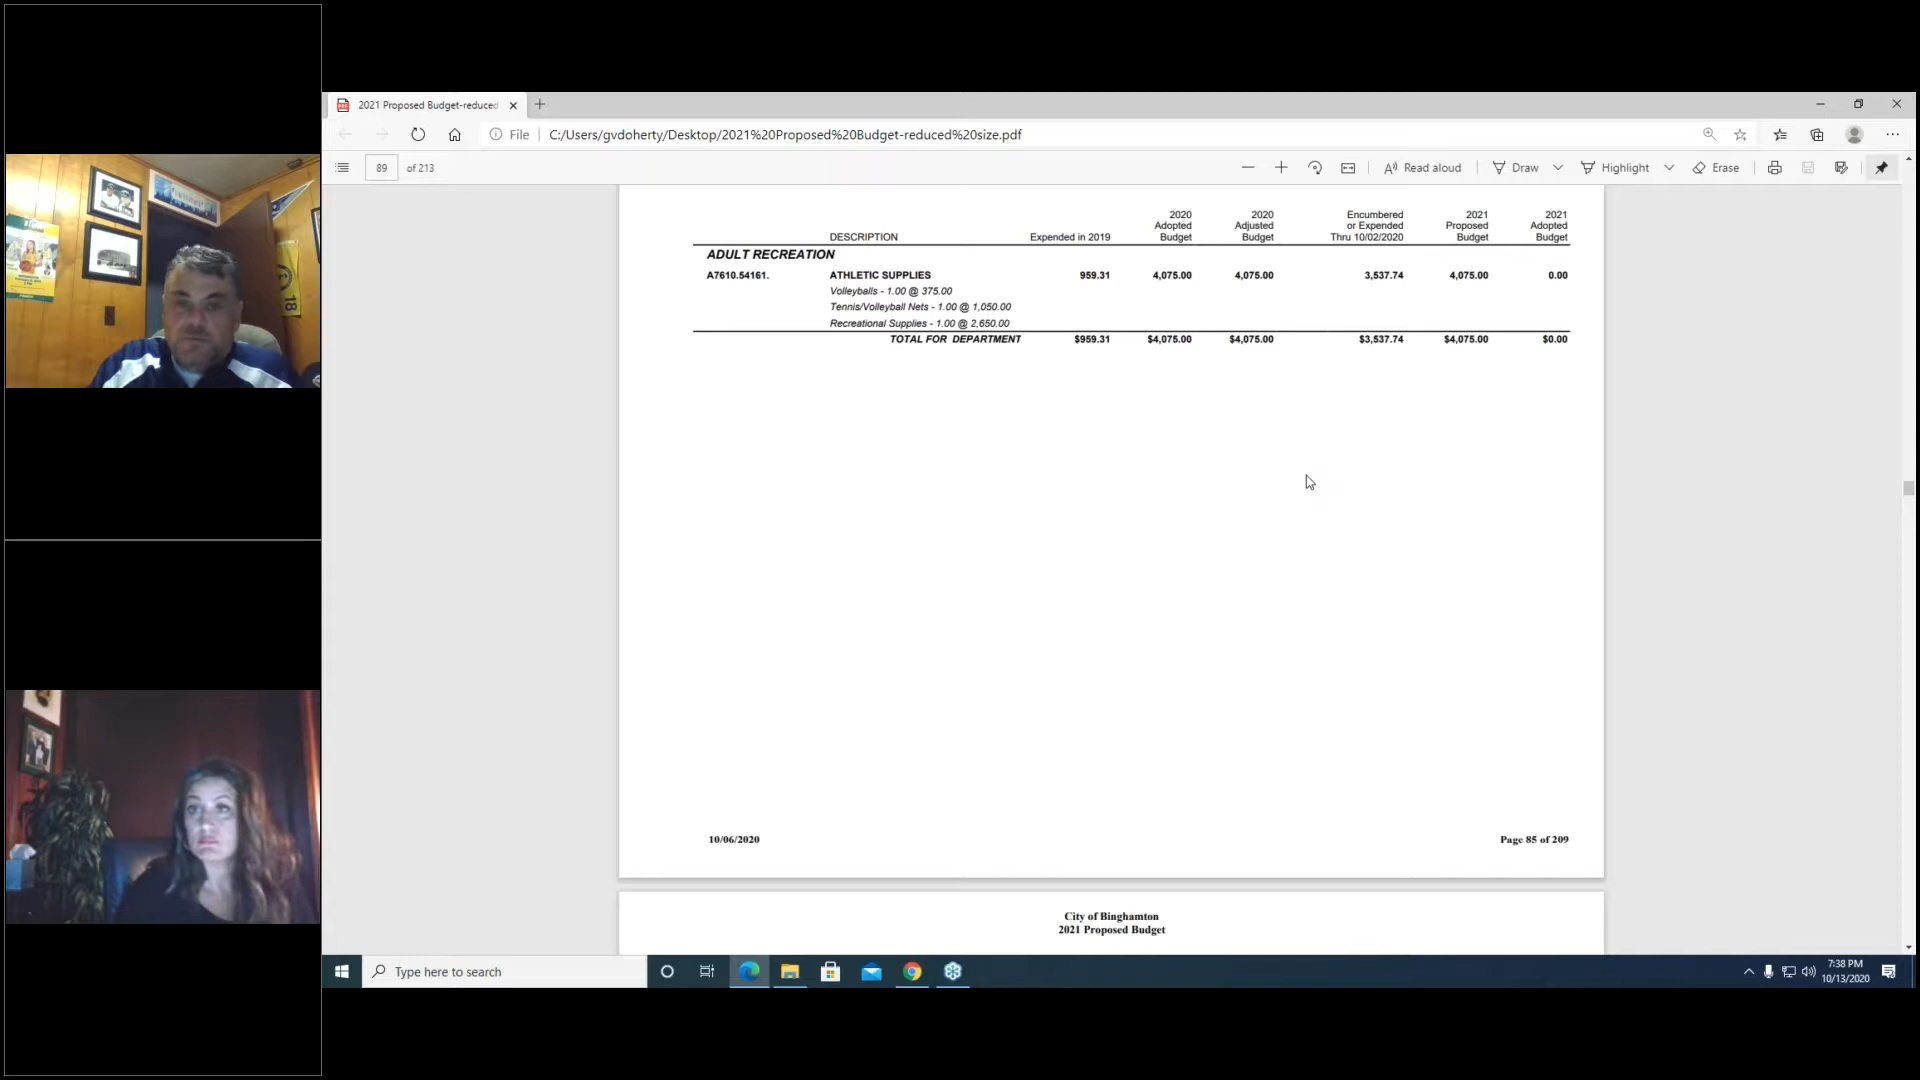 2021 Proposed Budget-reduced
File
C:/Users/gvdoherty/Desktop/2021%20Proposed%20Budget-reduced%20size.pdf
89 of 213
Read aloud
Draw
Highlight
Erase
DESCRIPTION
Expended in 2019
2020 Adopted Budget
2020 Adjusted Budget
Encumbered or Expended Thru 10/02/2020
2021 Proposed Budget
2021 Adopted Budget
ADULT RECREATION
A7610.54161. ATHLETIC SUPPLIES 959.31 4,075.00 4,075.00 3,537.74 4,075.00 0.00
Volleyballs - 1.00 @ 375.00
Tennis/Volleyball Nets - 1.00 @ 1,050.00
Recreational Supplies - 1.00 @ 2,650.00
TOTAL FOR DEPARTMENT $959.31 $4,075.00 $4,075.00 $3,537.74 $4,075.00 $0.00
10/06/2020 Page 85 of 209
City of Binghamton
2021 Proposed Budget
Type here to search
7:38 PM
10/13/2020
18